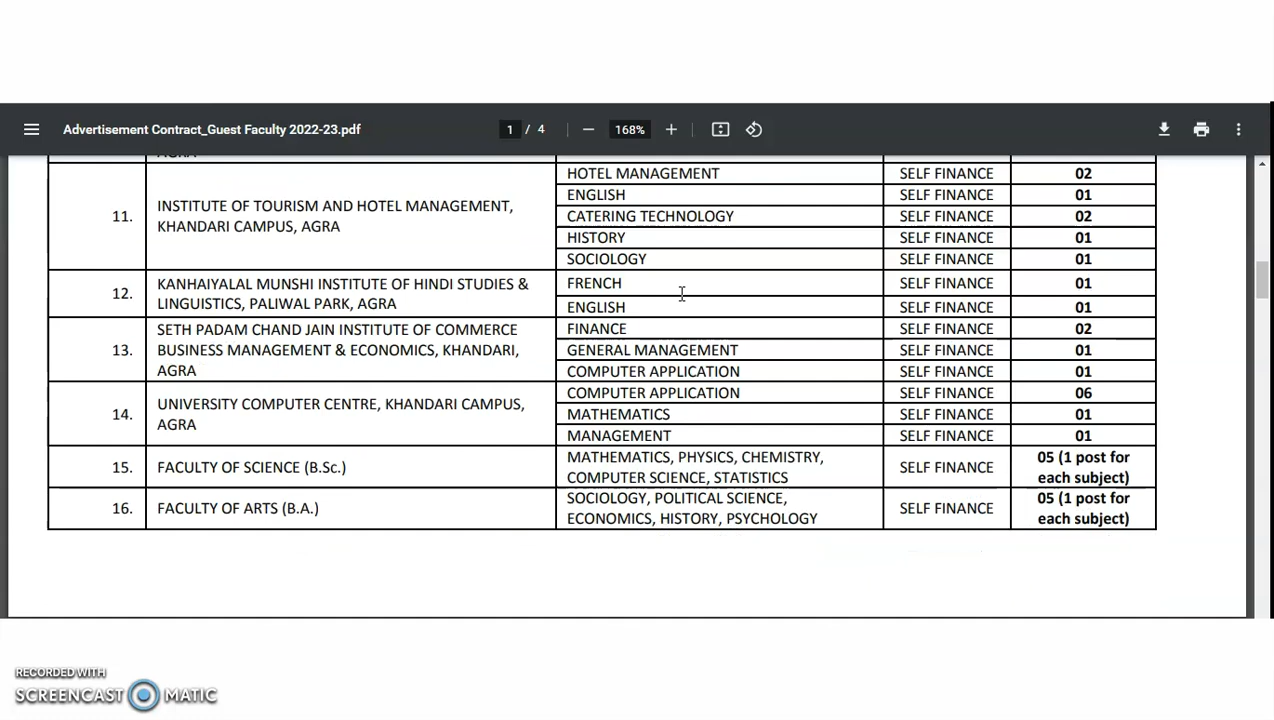 Advertisement Contract_Guest Faculty 2022-23.pdf 1 / 4 168%
AGRA
11. INSTITUTE OF TOURISM AND HOTEL MANAGEMENT,
KHANDARI CAMPUS, AGRA
HOTEL MANAGEMENT SELF FINANCE 02
ENGLISH SELF FINANCE 01
CATERING TECHNOLOGY SELF FINANCE 02
HISTORY SELF FINANCE 01
SOCIOLOGY SELF FINANCE 01
12. KANHAIYALAL MUNSHI INSTITUTE OF HINDI STUDIES &
LINGUISTICS, PALIWAL PARK, AGRA
FRENCH SELF FINANCE 01
ENGLISH SELF FINANCE 01
13. SETH PADAM CHAND JAIN INSTITUTE OF COMMERCE
BUSINESS MANAGEMENT & ECONOMICS, KHANDARI,
AGRA
FINANCE SELF FINANCE 02
GENERAL MANAGEMENT SELF FINANCE 01
COMPUTER APPLICATION SELF FINANCE 01
14. UNIVERSITY COMPUTER CENTRE, KHANDARI CAMPUS,
AGRA
COMPUTER APPLICATION SELF FINANCE 06
MATHEMATICS SELF FINANCE 01
MANAGEMENT SELF FINANCE 01
15. FACULTY OF SCIENCE (B.Sc.)
MATHEMATICS, PHYSICS, CHEMISTRY,
COMPUTER SCIENCE, STATISTICS
SELF FINANCE
05 (1 post for
each subject)
16. FACULTY OF ARTS (B.A.)
SOCIOLOGY, POLITICAL SCIENCE,
ECONOMICS, HISTORY, PSYCHOLOGY
SELF FINANCE
05 (1 post for
each subject)
RECORDED WITH
SCREENCAST MATIC